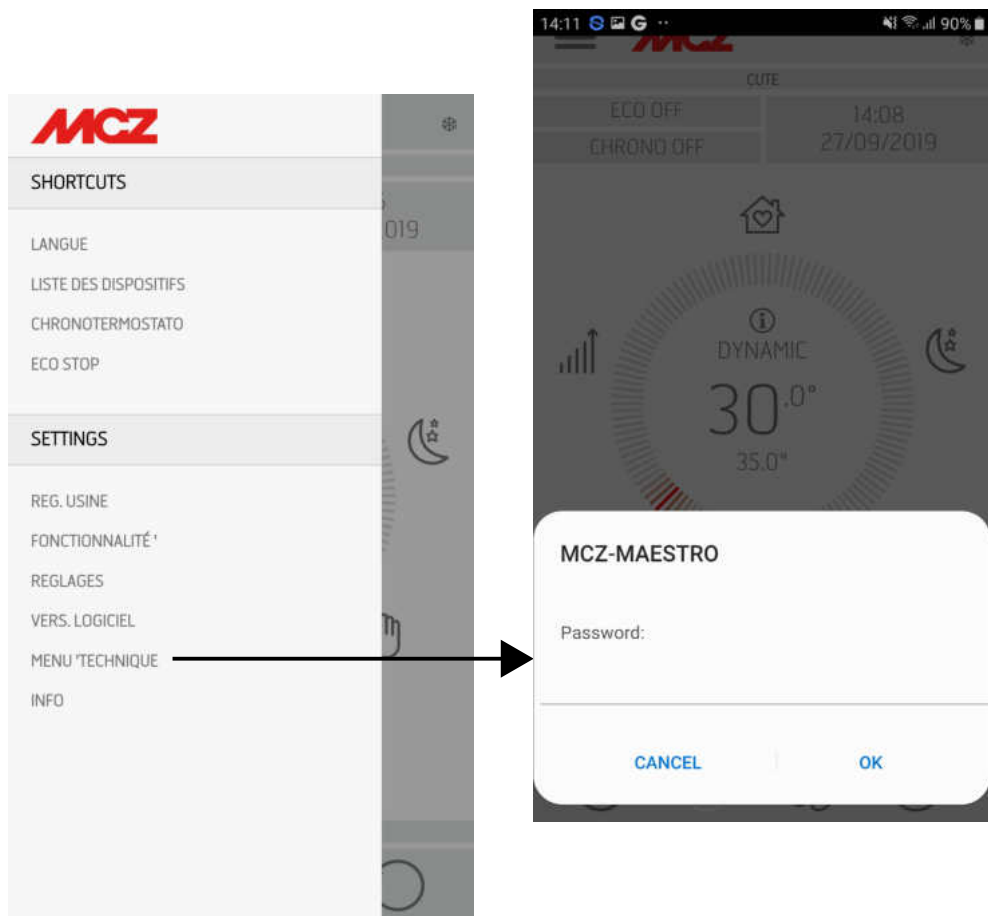 MCZ
SHORTCUTS
LANGUE
LISTE DES DISPOSITIFS
CHRONOTERMOSTATO
ECO STOP
SETTINGS
REG. USINE
FONCTIONNALITÉ '
REGLAGES
VERS. LOGICIEL
MENU 'TECHNIQUE
INFO
019
14:11 G 90%
MCZ
CUTE
ECO OFF
CHRONO OFF
14:08
27/09/2019
DYNAMIC
30.0°
35.0°
MCZ-MAESTRO
Password:
CANCEL OK